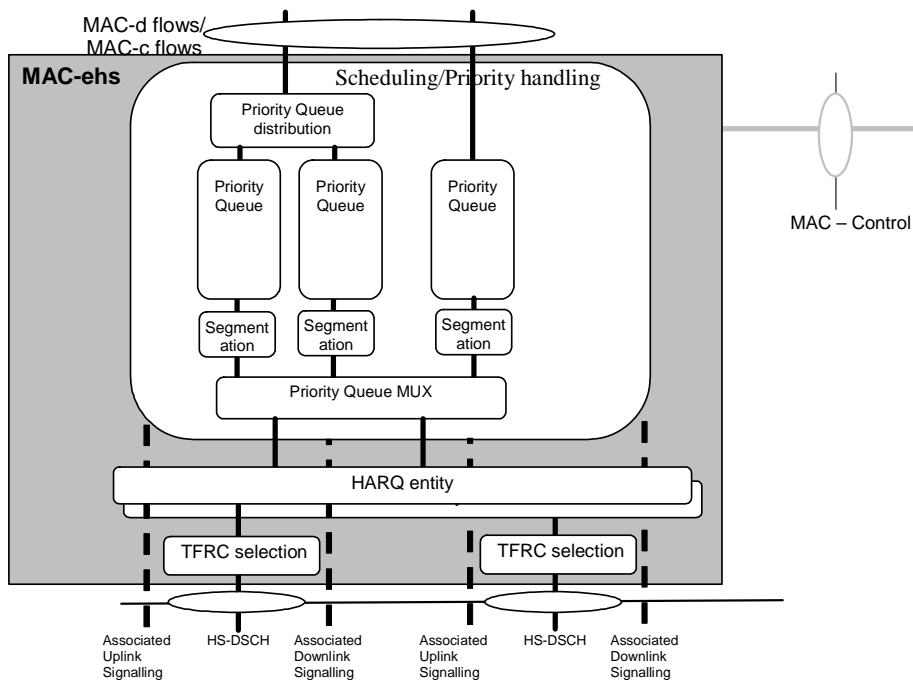 MAC-d flows/
MAC-c flows
MAC-ehs
Scheduling/Priority handling
Priority Queue
distribution
Priority
Queue
Priority
Queue
Priority
Queue
MAC – Control
Segment
ation
Segment
ation
Segment
ation
Priority Queue MUX
HARQ entity
TFRC selection
TFRC selection
Associated
Uplink
Signalling
HS-DSCH
Associated
Downlink
Signalling
Associated
Uplink
Signalling
HS-DSCH
Associated
Downlink
Signalling